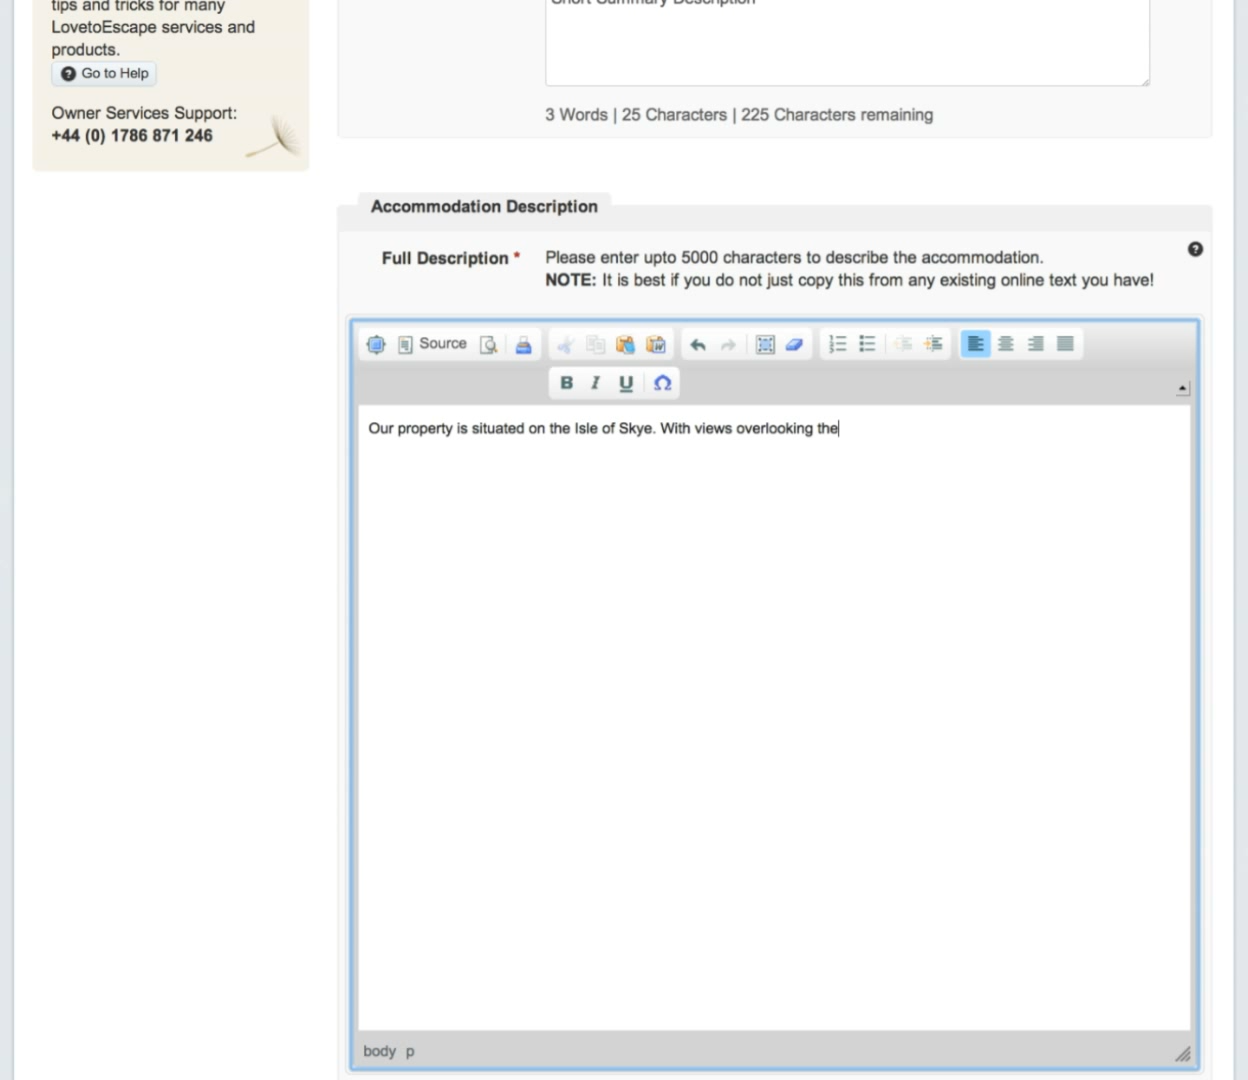 tips and tricks for many
LovetoEscape services and
products.
Go to Help
Owner Services Support:
+44 (0) 1786 871 246
Short Summary Description
3 Words | 25 Characters | 225 Characters remaining
Accommodation Description
Full Description *
Please enter upto 5000 characters to describe the accommodation.
NOTE: It is best if you do not just copy this from any existing online text you have!
Source
B I U Ω
Our property is situated on the Isle of Skye. With views overlooking the
body p